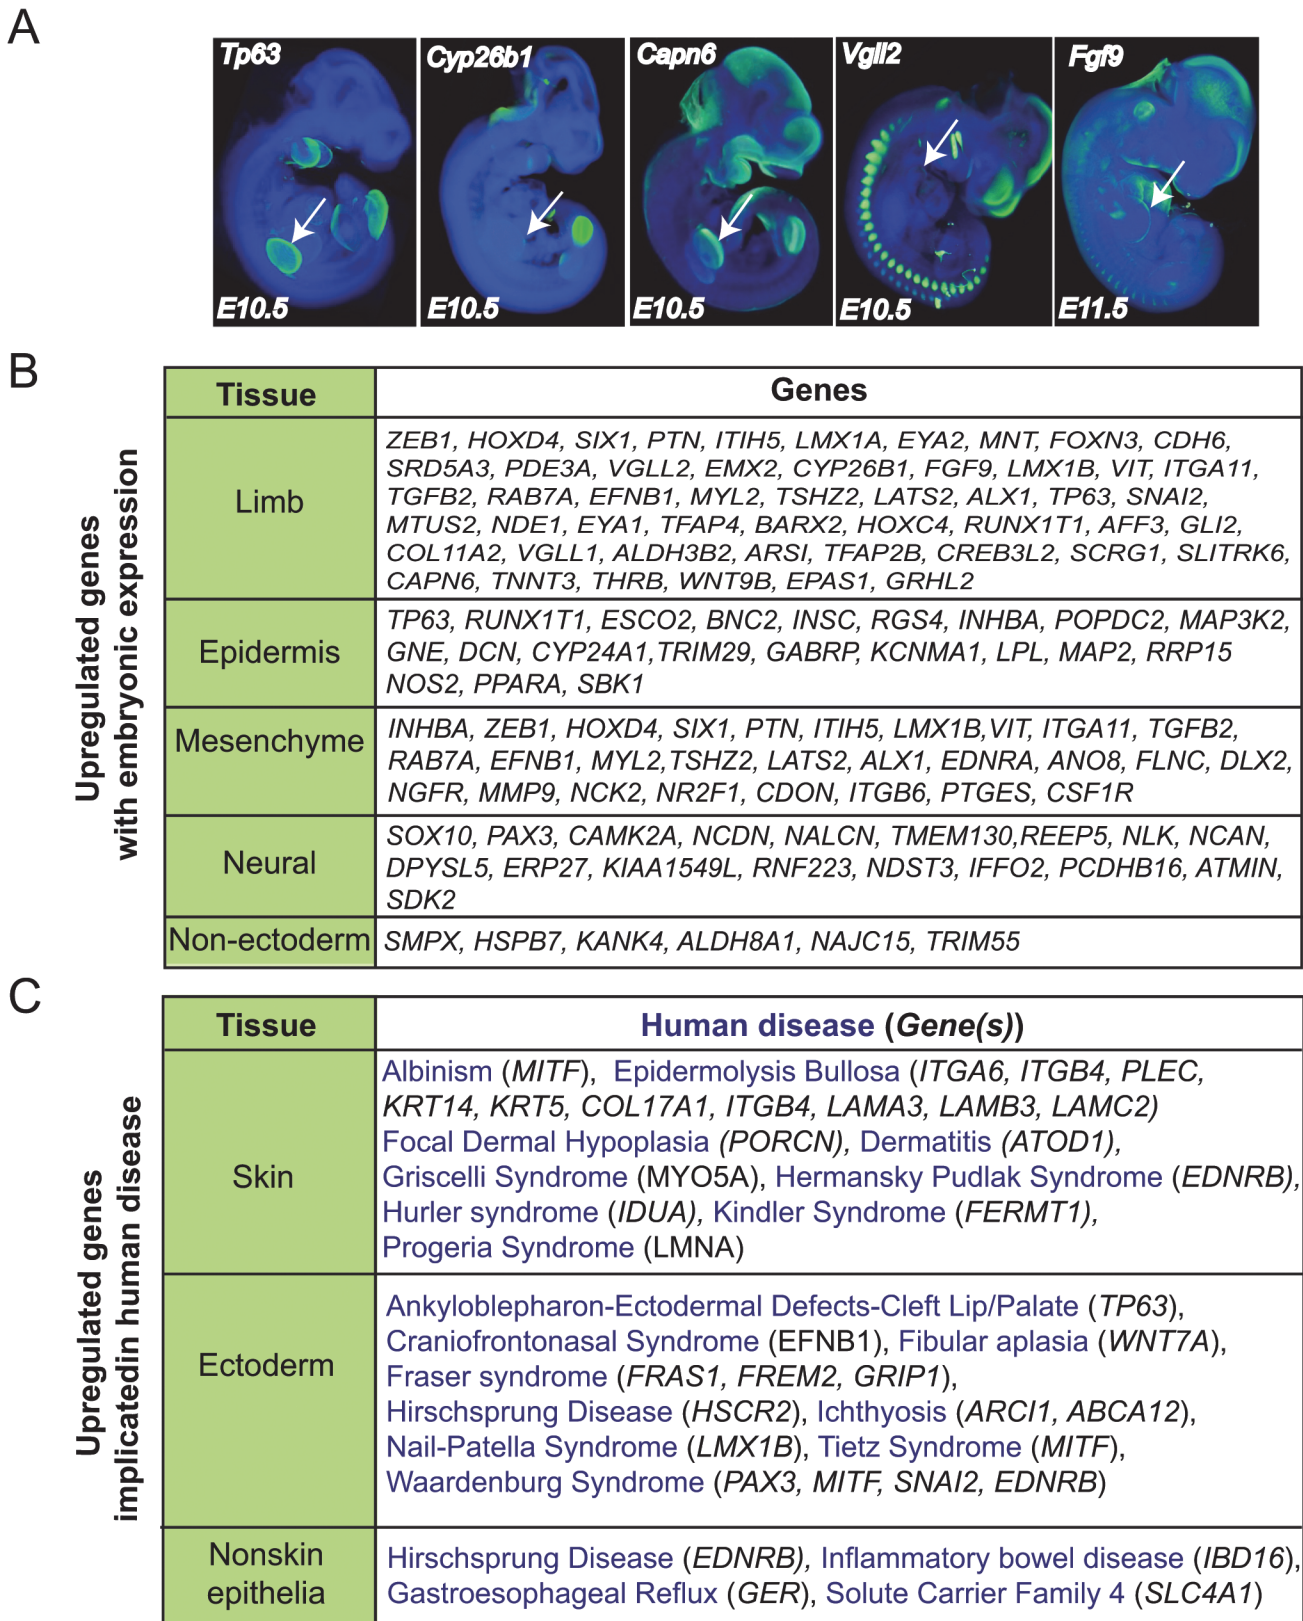 A
Tp63
Cyp26b1
Capn6
Vgll2
Fgf9
E10.5
E10.5
E10.5
E10.5
E11.5
B
Upregulated genes
with embryonic expression
Tissue
Genes
Limb
ZEB1, HOXD4, SIX1, PTN, ITIH5, LMX1A, EYA2, MNT, FOXN3, CDH6,
SRD5A3, PDE3A, VGLL2, EMX2, CYP26B1, FGF9, LMX1B, VIT, ITGA11,
TGFB2, RAB7A, EFNB1, MYL2, TSHZ2, LATS2, ALX1, TP63, SNAI2,
MTUS2, NDE1, EYA1, TFAP4, BARX2, HOXC4, RUNX1T1, AFF3, GLI2,
COL11A2, VGLL1, ALDH3B2, ARSI, TFAP2B, CREB3L2, SCRG1, SLITRK6,
CAPN6, TNNT3, THRB, WNT9B, EPAS1, GRHL2
Epidermis
TP63, RUNX1T1, ESCO2, BNC2, INSC, RGS4, INHBA, POPDC2, MAP3K2,
GNE, DCN, CYP24A1,TRIM29, GABRP, KCNMA1, LPL, MAP2, RRP15
NOS2, PPARA, SBK1
Mesenchyme
INHBA, ZEB1, HOXD4, SIX1, PTN, ITIH5, LMX1B,VIT, ITGA11, TGFB2,
RAB7A, EFNB1, MYL2,TSHZ2, LATS2, ALX1, EDNRA, ANO8, FLNC, DLX2,
NGFR, MMP9, NCK2, NR2F1, CDON, ITGB6, PTGES, CSF1R
Neural
SOX10, PAX3, CAMK2A, NCDN, NALCN, TMEM130,REEP5, NLK, NCAN,
DPYSL5, ERP27, KIAA1549L, RNF223, NDST3, IFFO2, PCDHB16, ATMIN,
SDK2
Non-ectoderm
SMPX, HSPB7, KANK4, ALDH8A1, NAJC15, TRIM55
C
Upregulated genes
implicatedin human disease
Tissue
Human disease (Gene(s))
Skin
Albinism (MITF), Epidermolysis Bullosa (ITGA6, ITGB4, PLEC,
KRT14, KRT5, COL17A1, ITGB4, LAMA3, LAMB3, LAMC2)
Focal Dermal Hypoplasia (PORCN), Dermatitis (ATOD1),
Griscelli Syndrome (MYO5A), Hermansky Pudlak Syndrome (EDNRB),
Hurler syndrome (IDUA), Kindler Syndrome (FERMT1),
Progeria Syndrome (LMNA)
Ectoderm
Ankyloblepharon-Ectodermal Defects-Cleft Lip/Palate (TP63),
Craniofrontonasal Syndrome (EFNB1), Fibular aplasia (WNT7A),
Fraser syndrome (FRAS1, FREM2, GRIP1),
Hirschsprung Disease (HSCR2), Ichthyosis (ARCI1, ABCA12),
Nail-Patella Syndrome (LMX1B), Tietz Syndrome (MITF),
Waardenburg Syndrome (PAX3, MITF, SNAI2, EDNRB)
Nonskin
epithelia
Hirschsprung Disease (EDNRB), Inflammatory bowel disease (IBD16),
Gastroesophageal Reflux (GER), Solute Carrier Family 4 (SLC4A1)